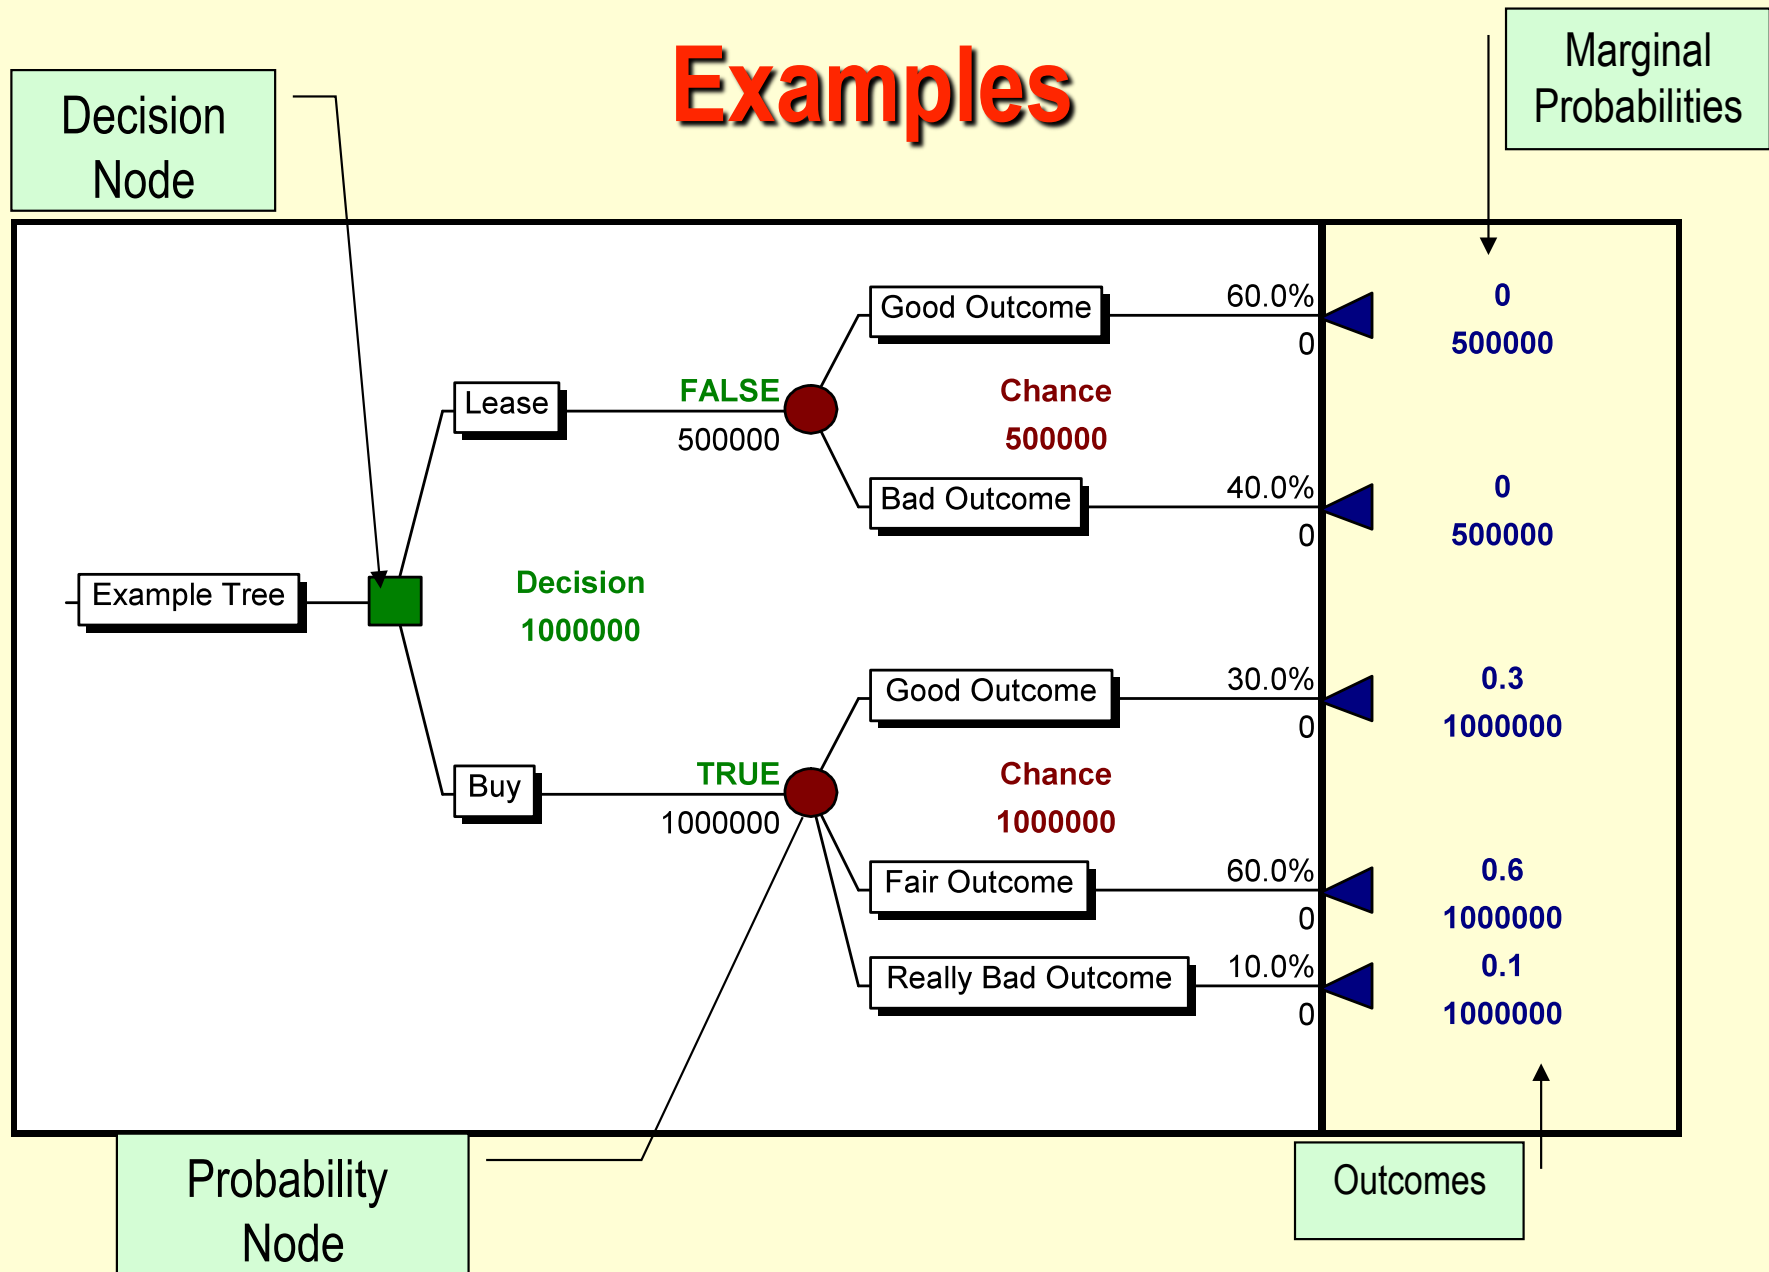 Examples
Decision
Node
Marginal
Probabilities
Good Outcome
60.0%
0
0
500000
Lease
FALSE
500000
Chance
500000
Bad Outcome
40.0%
0
0
500000
Example Tree
Decision
1000000
Good Outcome
30.0%
0
0.3
1000000
Buy
TRUE
1000000
Chance
1000000
Fair Outcome
60.0%
0
0.6
1000000
Really Bad Outcome
10.0%
0
0.1
1000000
Probability
Node
Outcomes